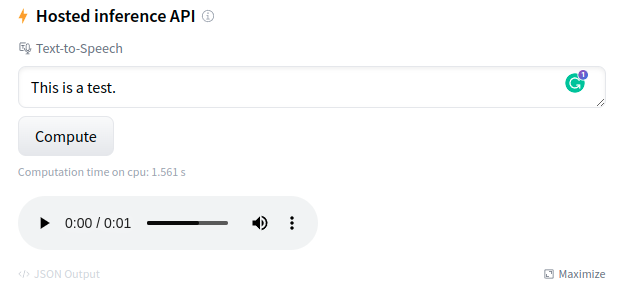 Hosted inference API
Text-to-Speech
This is a test.
1
Compute
Computation time on cpu: 1.561 s
0:00 / 0:01
</> JSON Output
Maximize